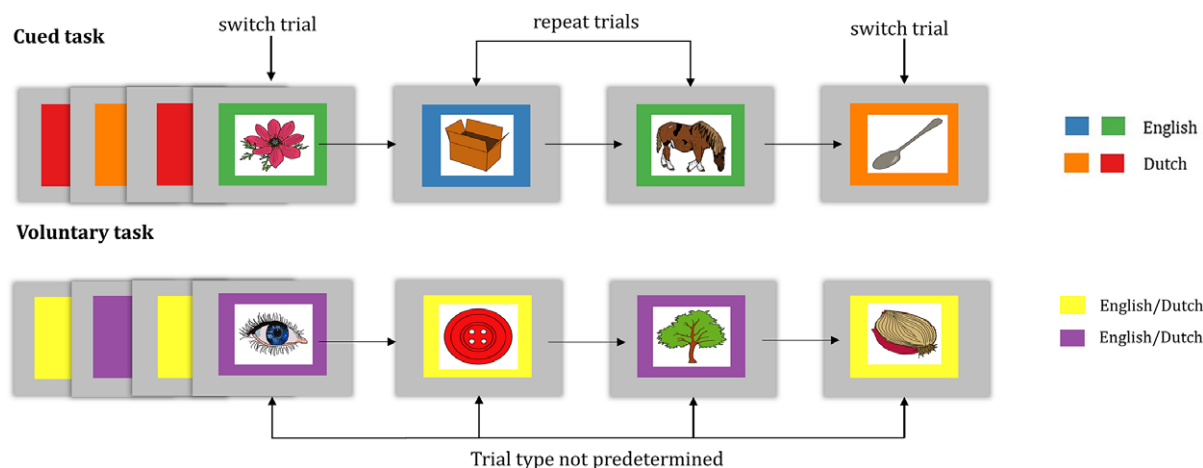 switch trial
repeat trials
switch trial
Cued task
English
Dutch
Voluntary task
English/Dutch
English/Dutch
Trial type not predetermined